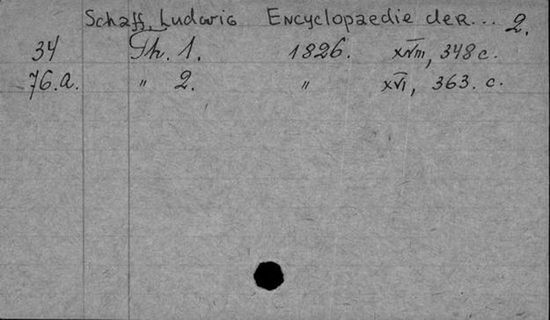 Schaff, Ludwig Encyclopaedie der... 2.
34 Th. 1. 1826. XVIII, 348 c.
76.a. " 2. " XVI, 363. c.